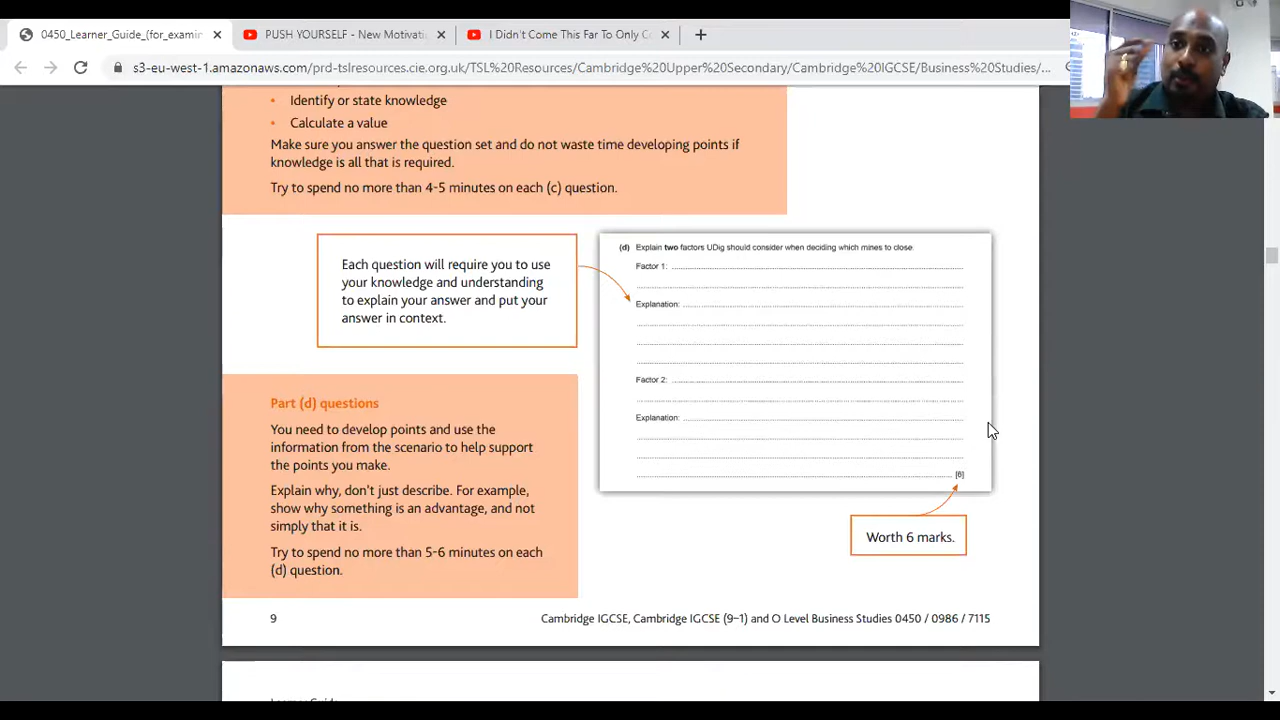 0450_Learner_Guide_(for_examin
PUSH YOURSELF - New Motivati
I Didn't Come This Far To Only C
s3-eu-west-1.amazonaws.com/prd-tsl.resources.cie.org.uk/TSL%20Resources/Cambridge%20Upper%20Secondary/Cambridge%20IGCSE/Business%20Studies/...
• Identify or state knowledge
• Calculate a value
Make sure you answer the question set and do not waste time developing points if
knowledge is all that is required.
Try to spend no more than 4-5 minutes on each (c) question.
Each question will require you to use
your knowledge and understanding
to explain your answer and put your
answer in context.
(d) Explain two factors UDig should consider when deciding which mines to close.
Factor 1:
Explanation:
Factor 2:
Explanation:
[6]
Worth 6 marks.
Part (d) questions
You need to develop points and use the
information from the scenario to help support
the points you make.
Explain why, don't just describe. For example,
show why something is an advantage, and not
simply that it is.
Try to spend no more than 5-6 minutes on each
(d) question.
9
Cambridge IGCSE, Cambridge IGCSE (9–1) and O Level Business Studies 0450 / 0986 / 7115